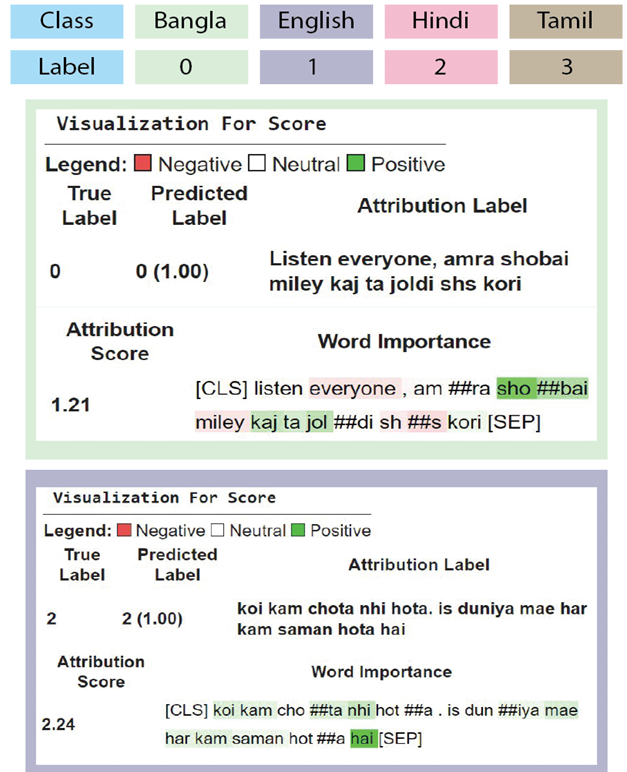 Class Bangla English Hindi Tamil
Label 0 1 2 3
Visualization For Score
Legend: Negative Neutral Positive
True Label Predicted Label Attribution Label
0 0 (1.00) Listen everyone, amra shobai
miley kaj ta joldi shs kori
Attribution Score Word Importance
1.21 [CLS] listen everyone , am ##ra sho ##bai
miley kaj ta jol ##di sh ##s kori [SEP]
Visualization For Score
Legend: Negative Neutral Positive
True Label Predicted Label Attribution Label
2 2 (1.00) koi kam chota nhi hota. is duniya mae har
kam saman hota hai
Attribution Score Word Importance
2.24 [CLS] koi kam cho ##ta nhi hot ##a . is dun ##iya mae
har kam saman hot ##a hai [SEP]